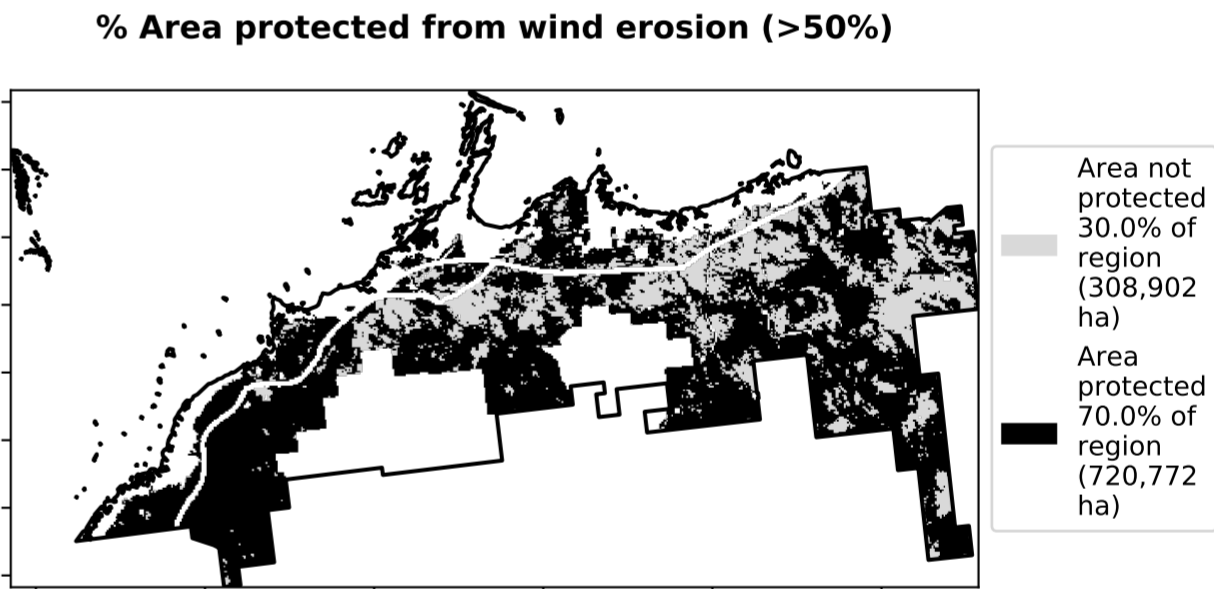 % Area protected from wind erosion (>50%)
Area not
protected
30.0% of
region
(308,902
ha)
Area
protected
70.0% of
region
(720,772
ha)